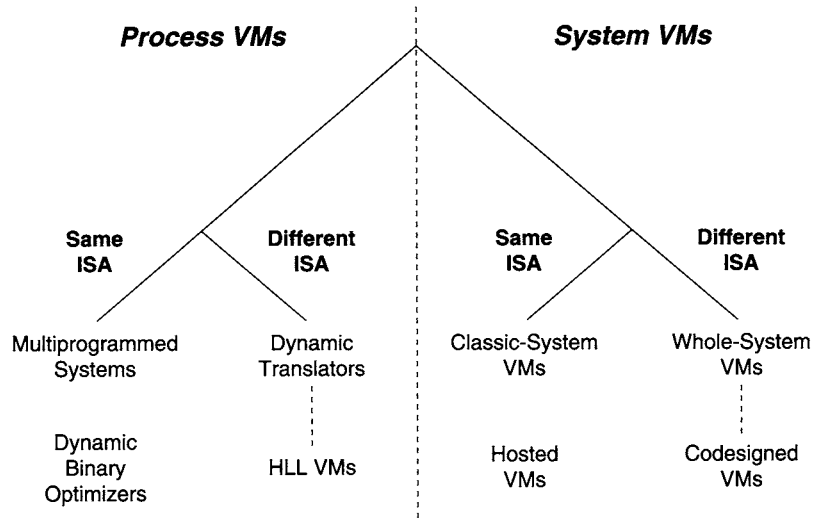 Process VMs
System VMs
Same
ISA
Different
ISA
Same
ISA
Different
ISA
Multiprogrammed
Systems
Dynamic
Translators
Classic-System
VMs
Whole-System
VMs
Dynamic
Binary
Optimizers
HLL VMs
Hosted
VMs
Codesigned
VMs